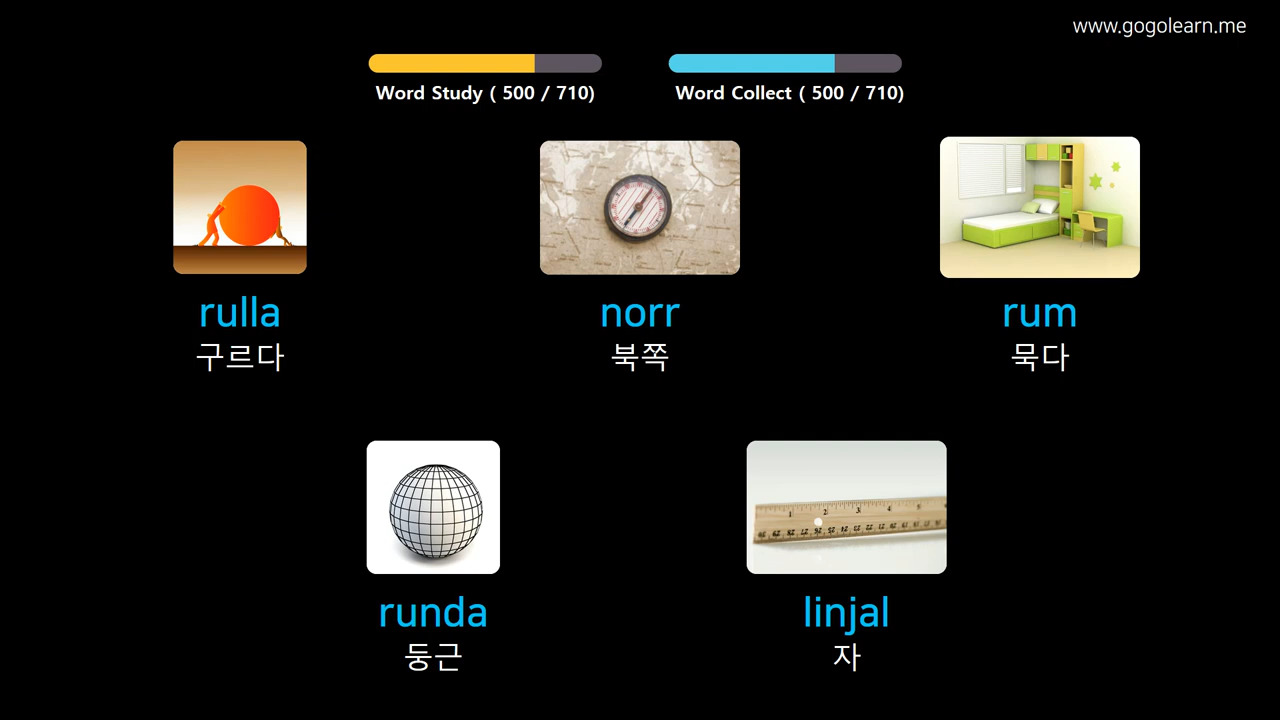 www.gogolearn.me
Word Study ( 500 / 710)
Word Collect ( 500 / 710)
rulla
구르다
norr
북쪽
rum
묵다
runda
둥근
linjal
자